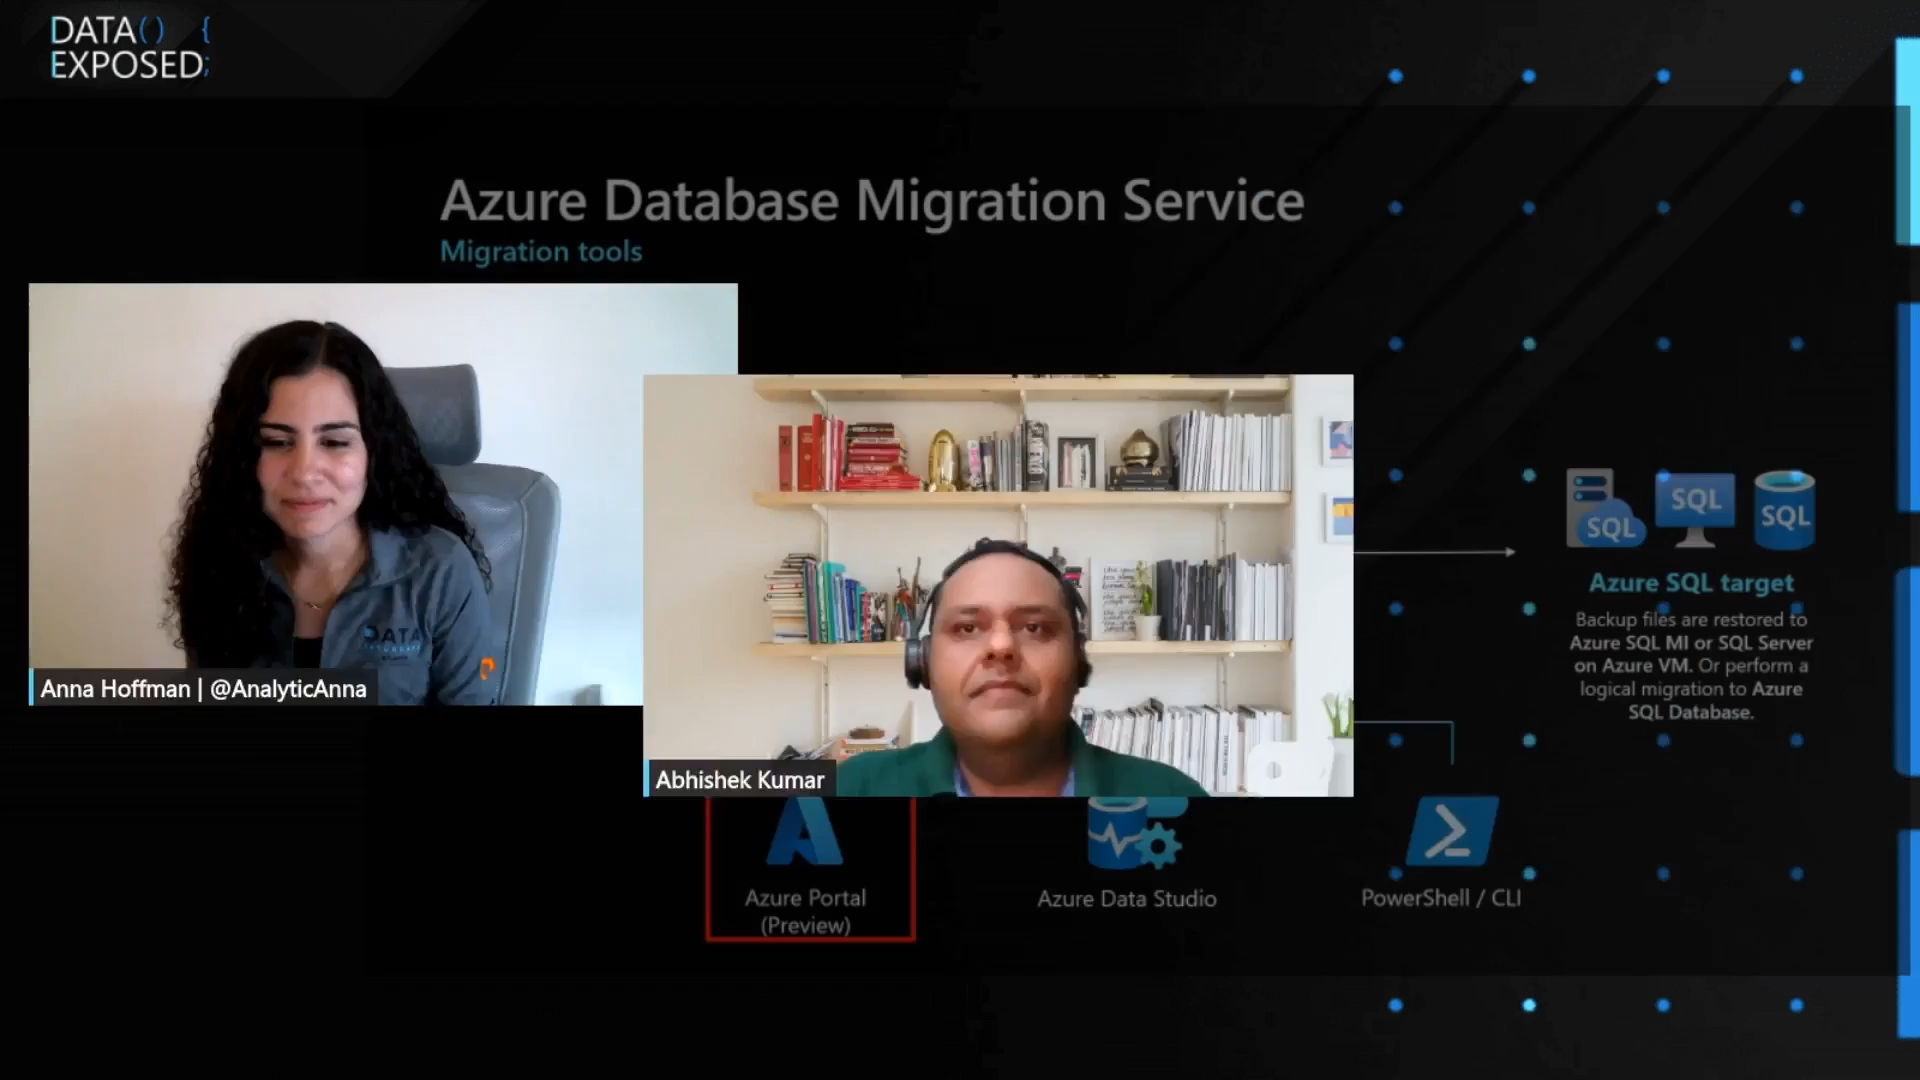 DATA() {
EXPOSED;
Azure Database Migration Service
Migration tools
DATA
Anna Hoffman | @AnalyticAnna
Abhishek Kumar
SQL
SQL
SQL
Azure SQL target
Backup files are restored to
Azure SQL MI or SQL Server
on Azure VM. Or perform a
logical migration to Azure
SQL Database.
Azure Portal
(Preview)
Azure Data Studio
PowerShell / CLI